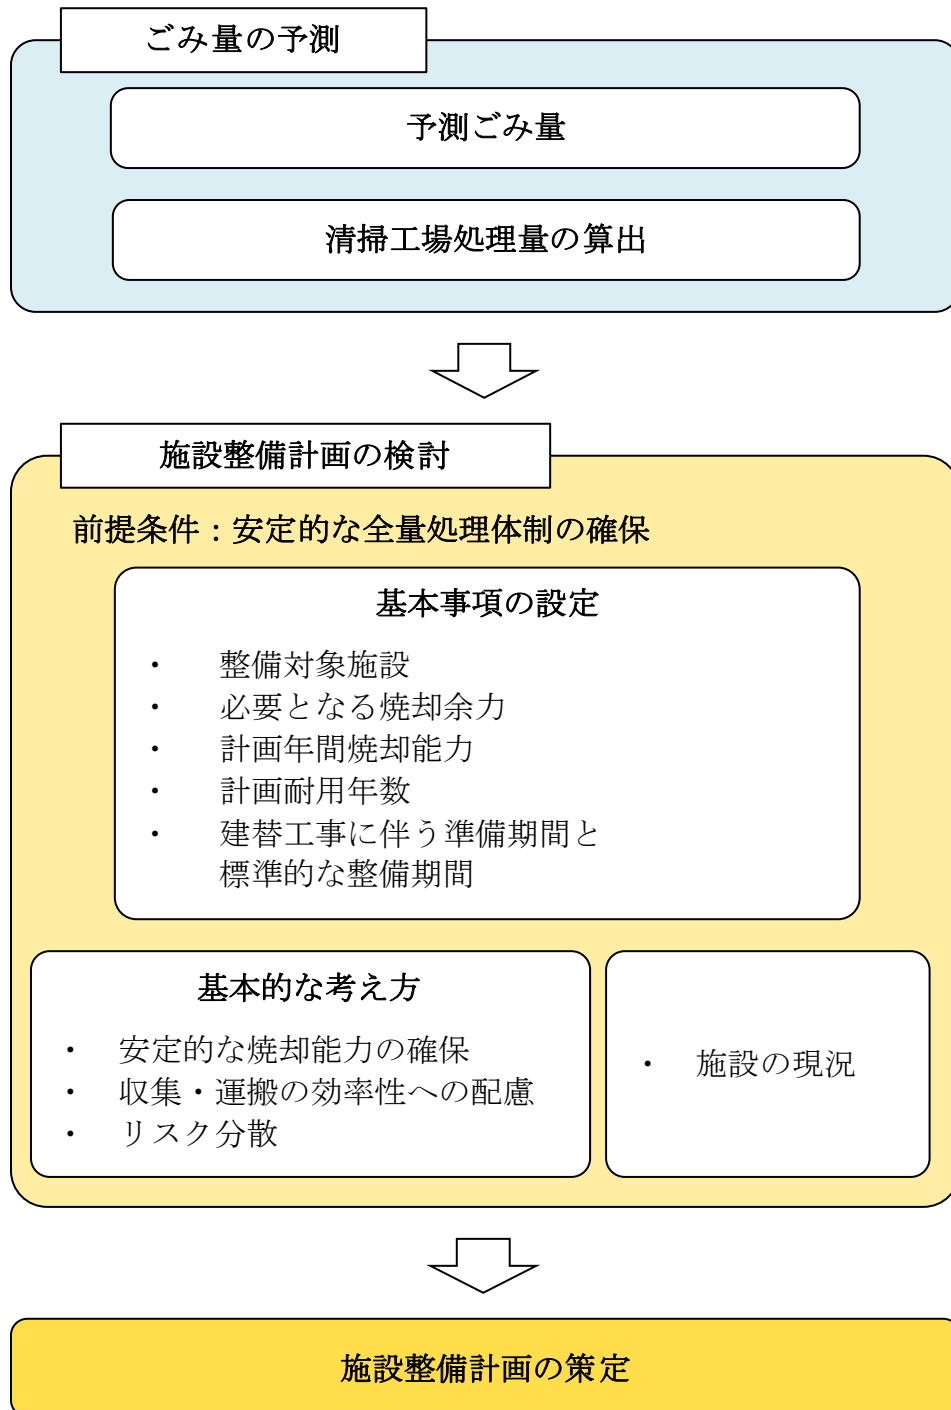 ごみ量の予測
予測ごみ量
清掃工場処理量の算出
施設整備計画の検討
前提条件：安定的な全量処理体制の確保
基本事項の設定
・ 整備対象施設
・ 必要となる焼却余力
・ 計画年間焼却能力
・ 計画耐用年数
・ 建替工事に伴う準備期間と
標準的な整備期間
基本的な考え方
・ 安定的な焼却能力の確保
・ 収集・運搬の効率性への配慮
・ リスク分散
・ 施設の現況
施設整備計画の策定